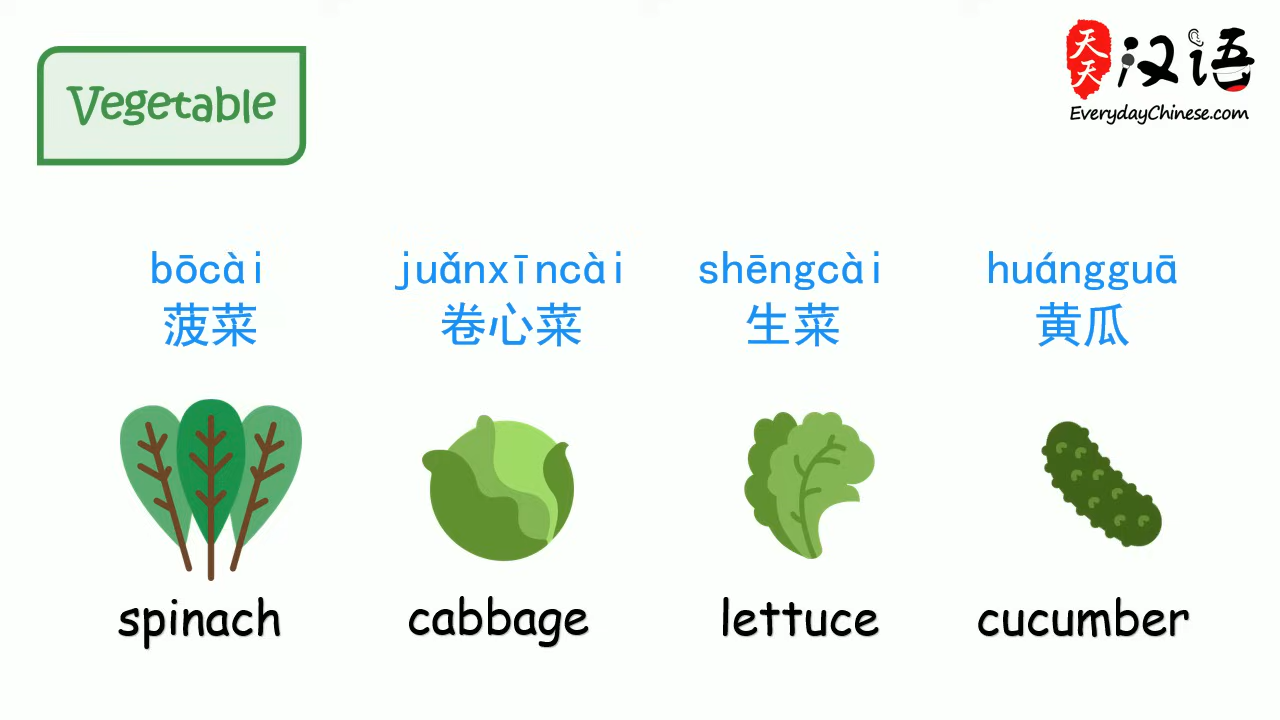 Vegetable
天天汉语
EverydayChinese.com
bōcài
juǎnxīncài
shēngcài
huángguā
菠菜
卷心菜
生菜
黄瓜
spinach
cabbage
lettuce
cucumber